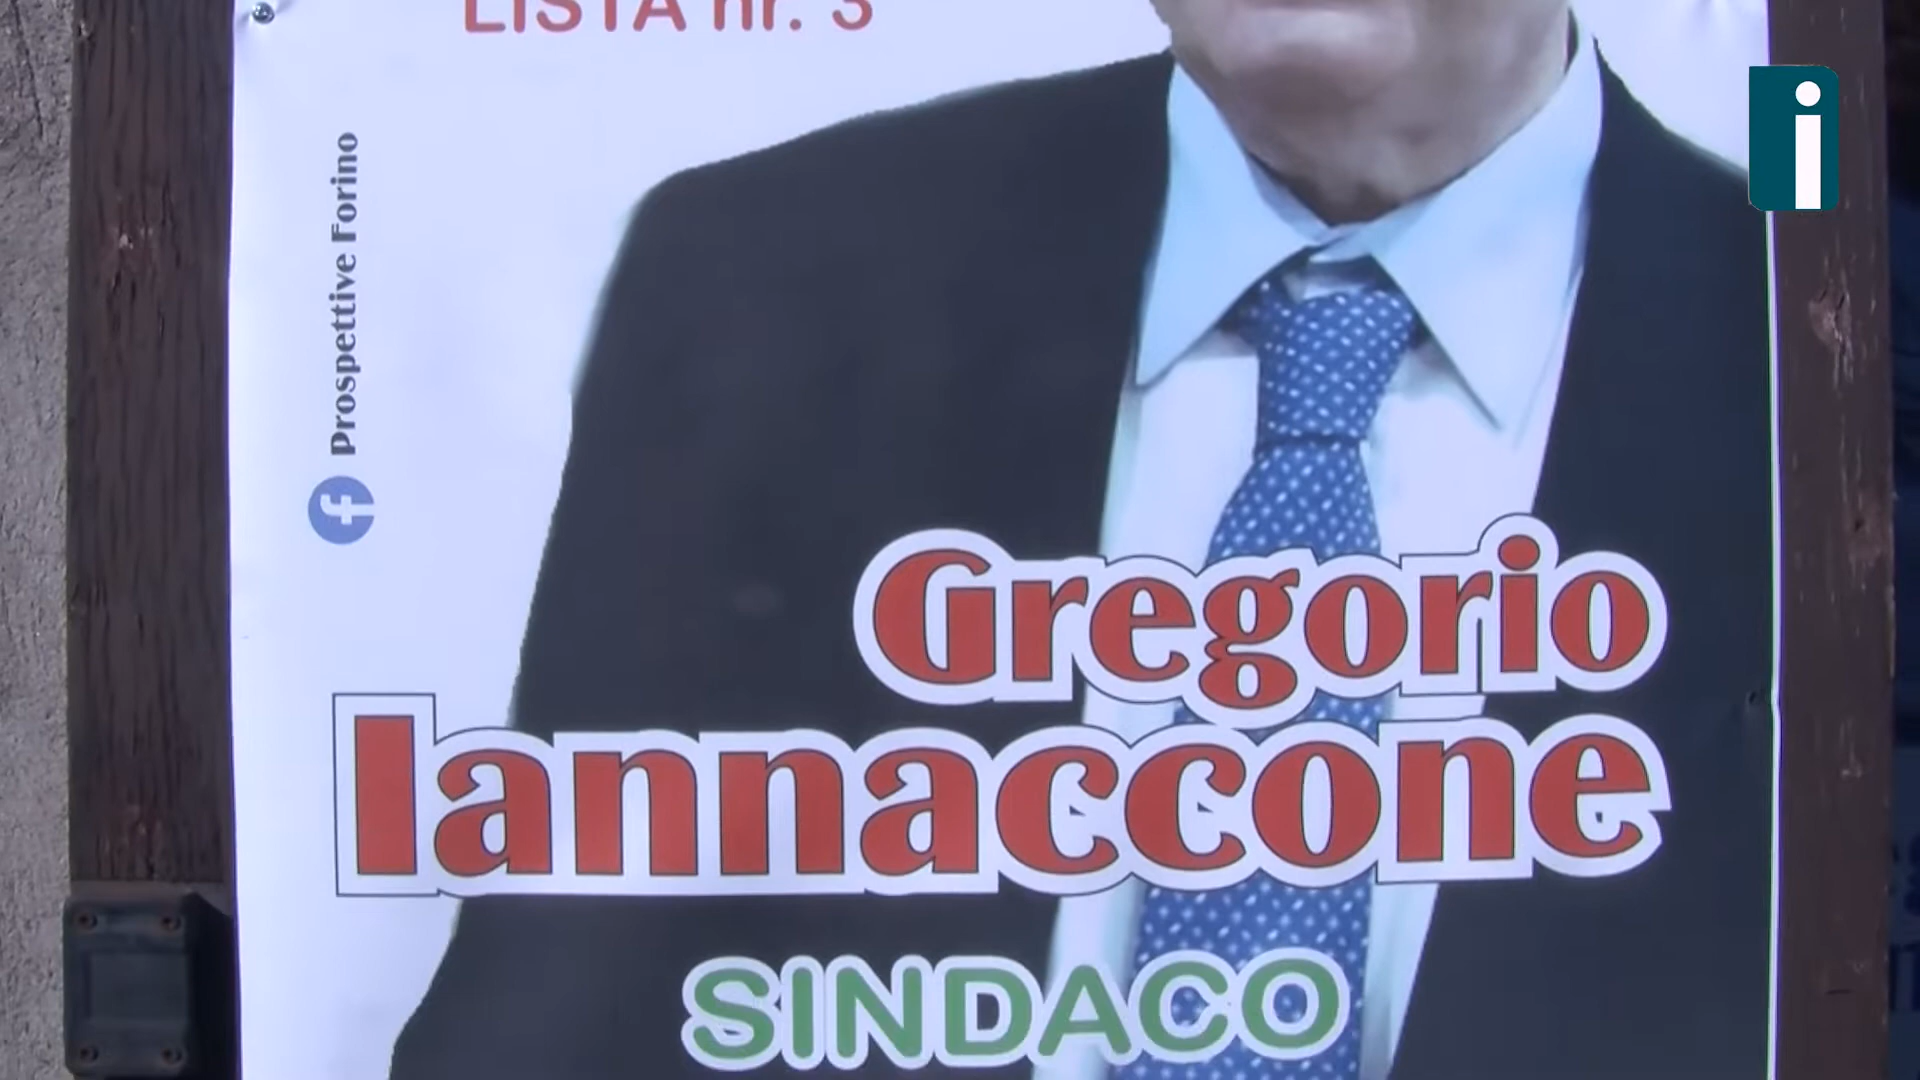 LISTA nr. 3
Prospettive Forino
Gregorio
Iannaccone
SINDACO